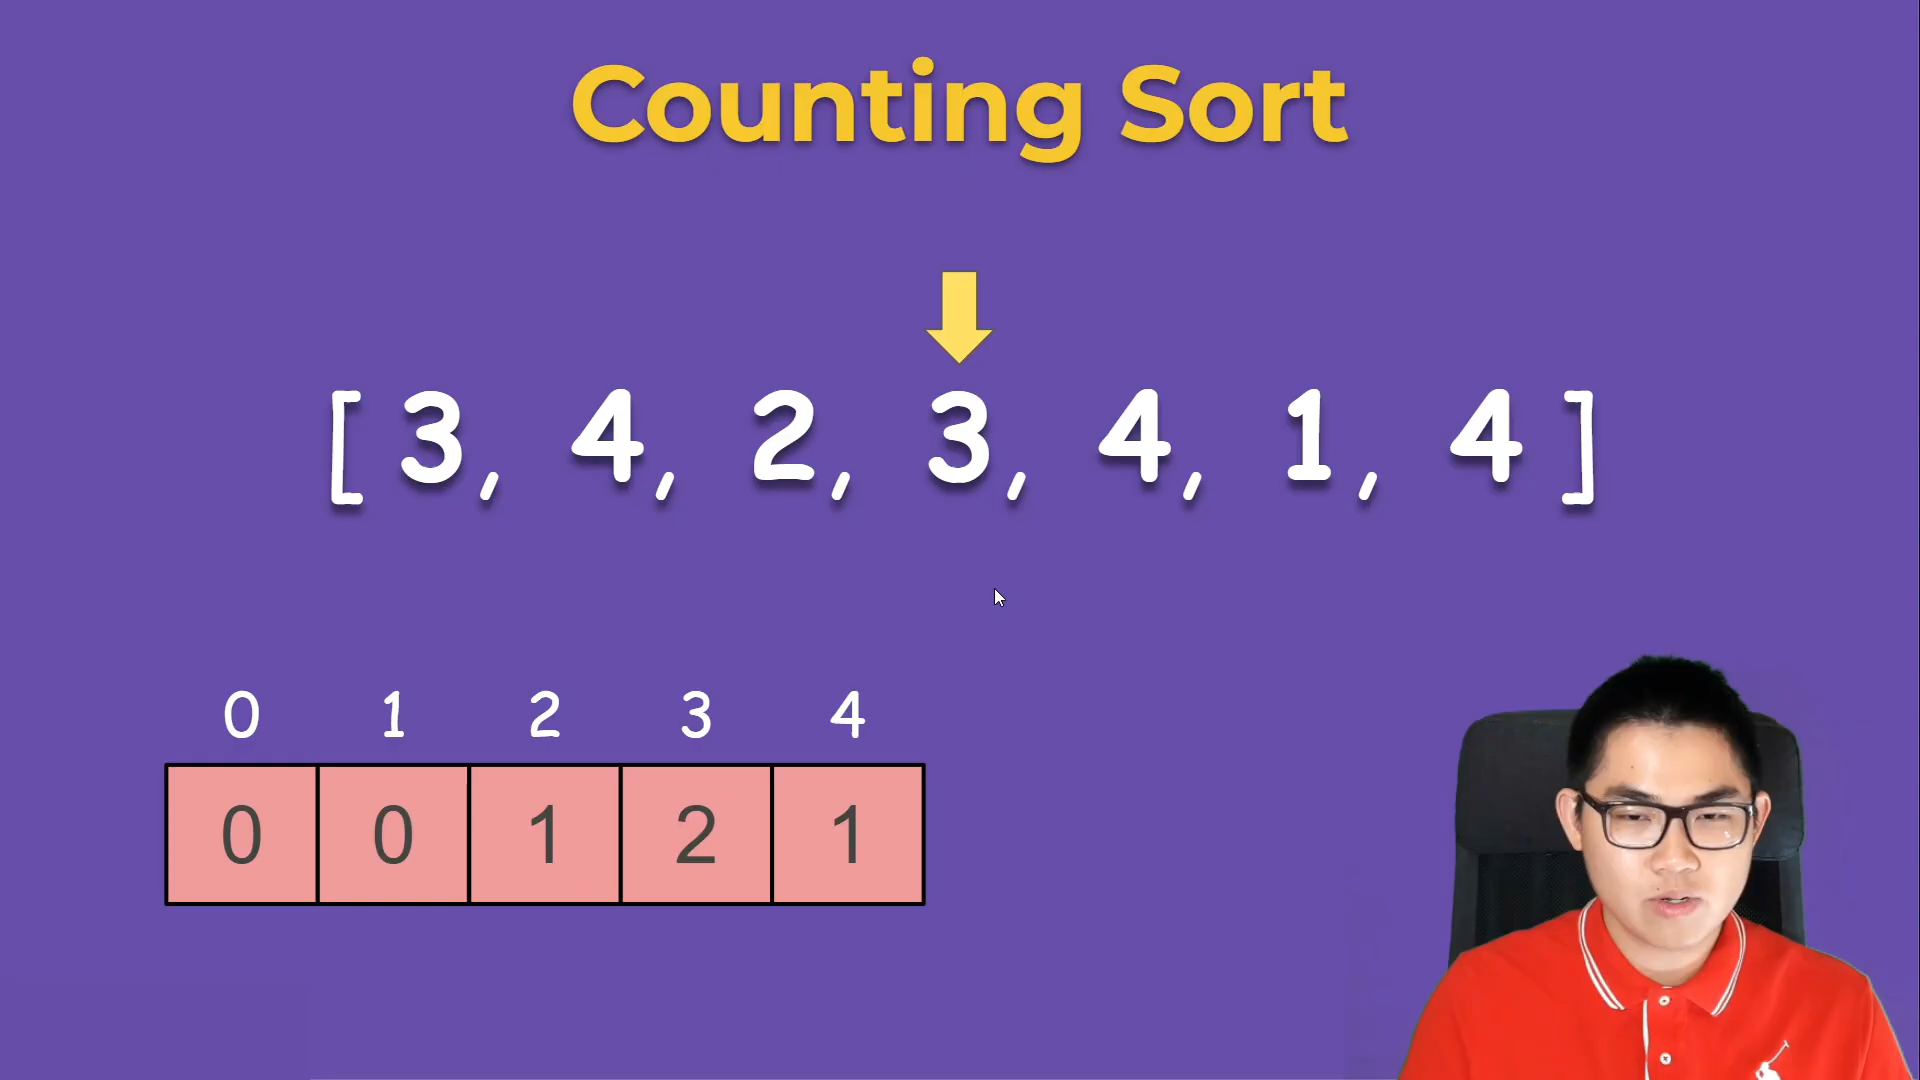 Counting Sort
[ 3, 4, 2, 3, 4, 1, 4 ]
0 1 2 3 4
0 0 1 2 1